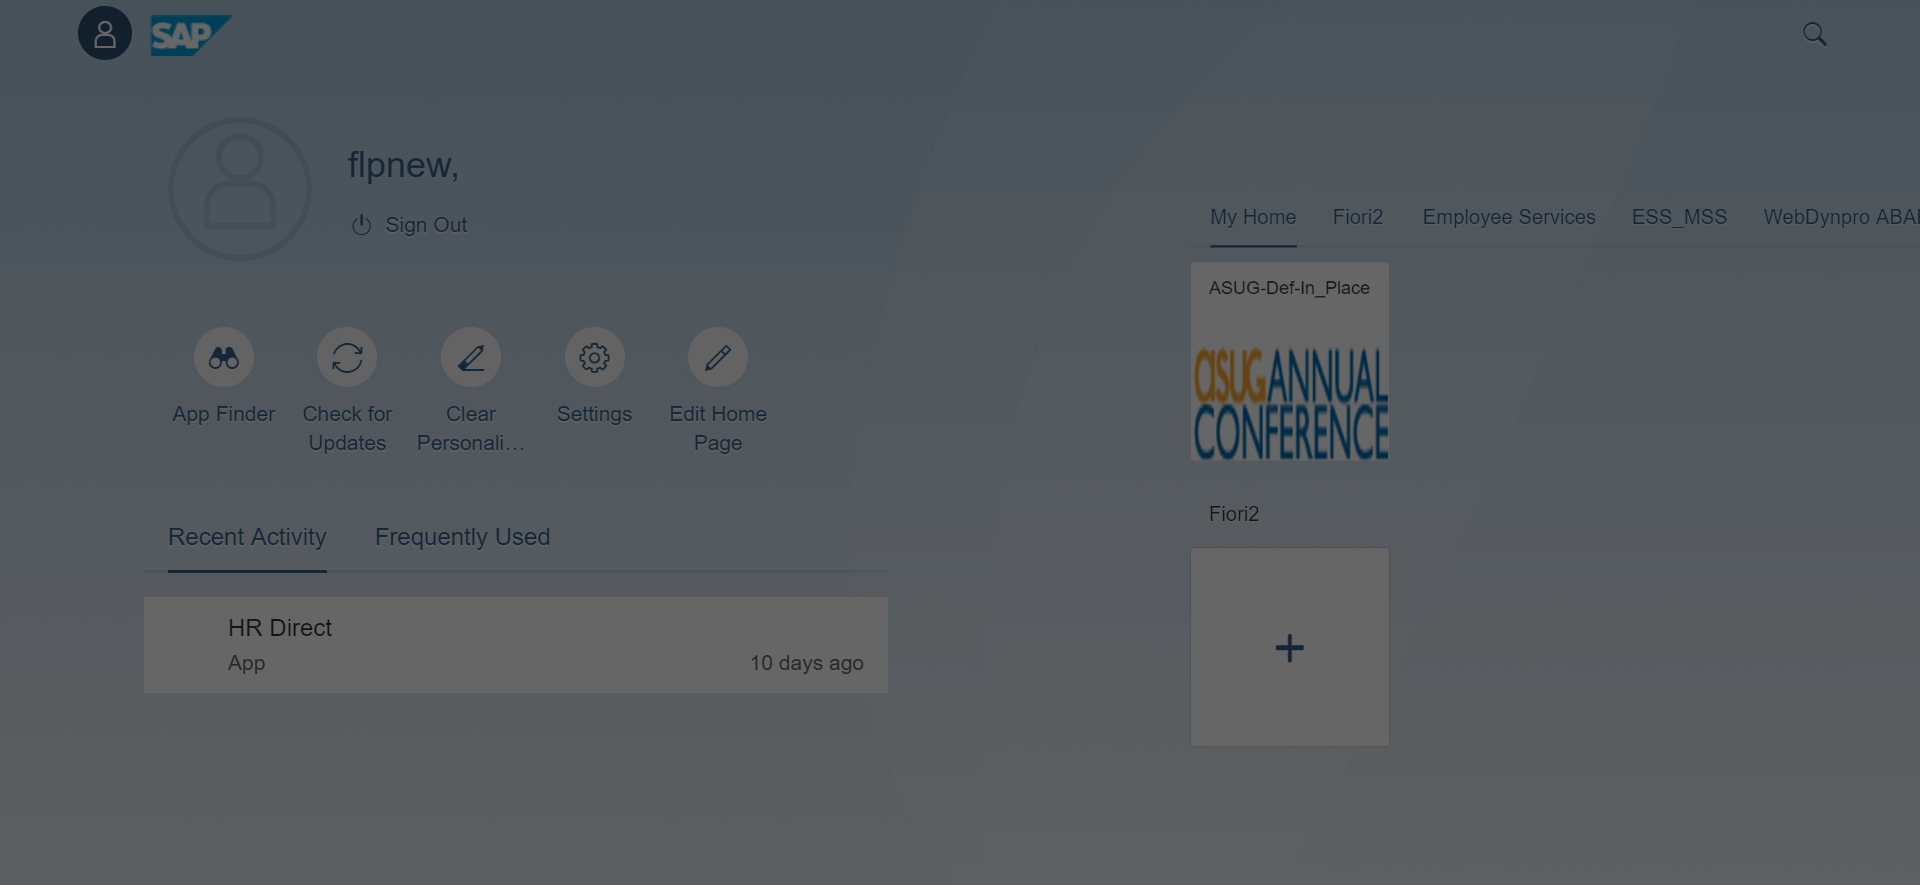 SAP
flpnew,
Sign Out
App Finder
Check for
Updates
Clear
Personali...
Settings
Edit Home
Page
Recent Activity
Frequently Used
HR Direct
App
10 days ago
My Home
Fiori2
Employee Services
ESS_MSS
WebDynpro ABA
ASUG-Def-In_Place
asug ANNUAL
CONFERENCE
Fiori2